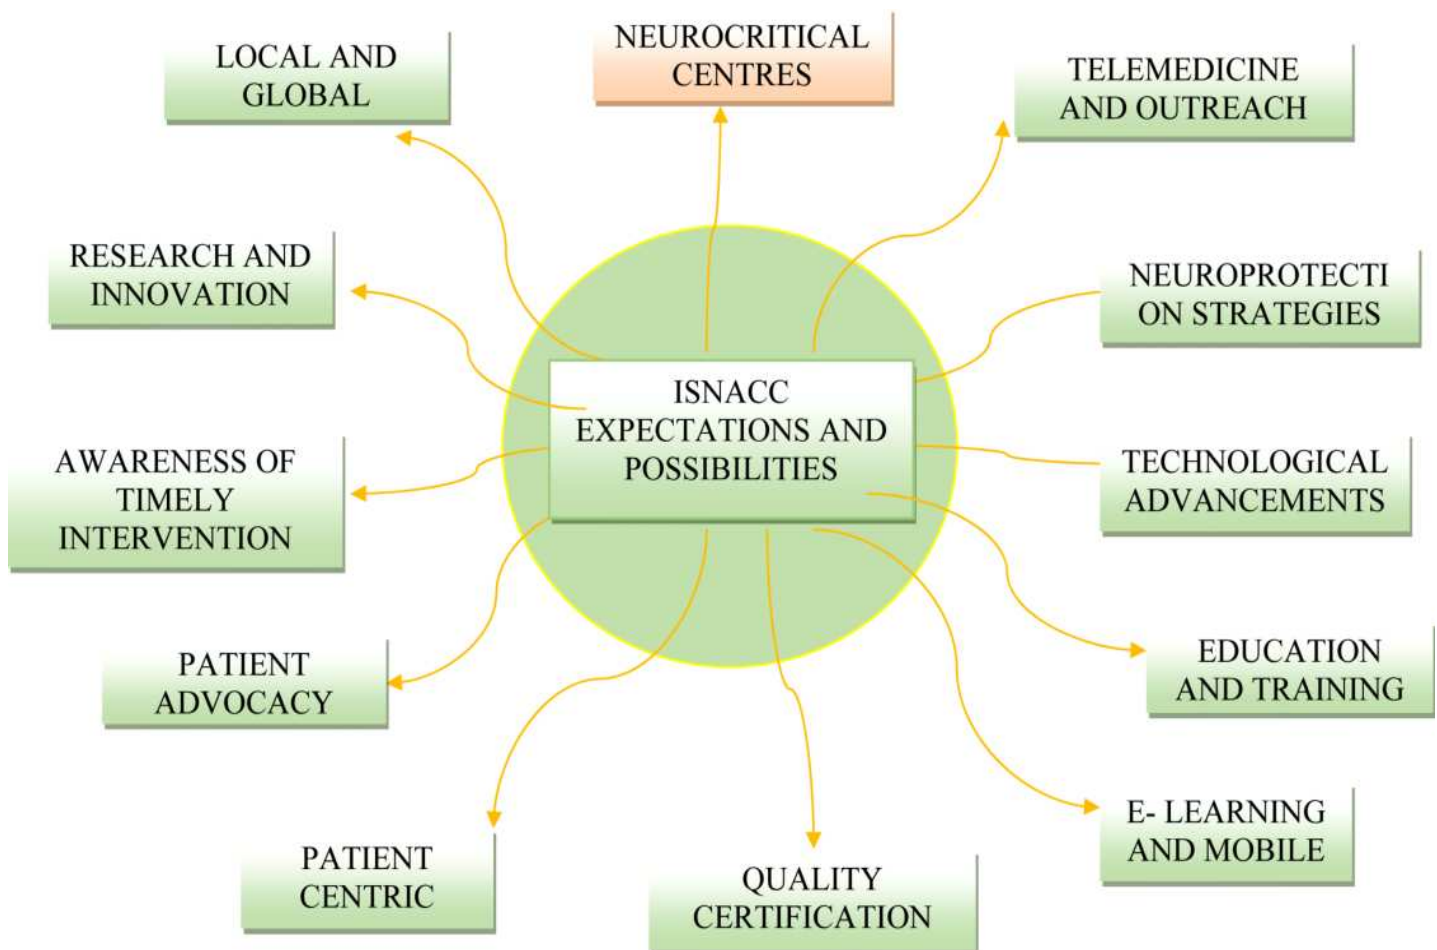 LOCAL AND
GLOBAL
NEUROCRITICAL
CENTRES
TELEMEDICINE
AND OUTREACH
RESEARCH AND
INNOVATION
NEUROPROTECTI
ON STRATEGIES
ISNACC
EXPECTATIONS AND
POSSIBILITIES
AWARENESS OF
TIMELY
INTERVENTION
TECHNOLOGICAL
ADVANCEMENTS
PATIENT
ADVOCACY
EDUCATION
AND TRAINING
PATIENT
CENTRIC
QUALITY
CERTIFICATION
E- LEARNING
AND MOBILE